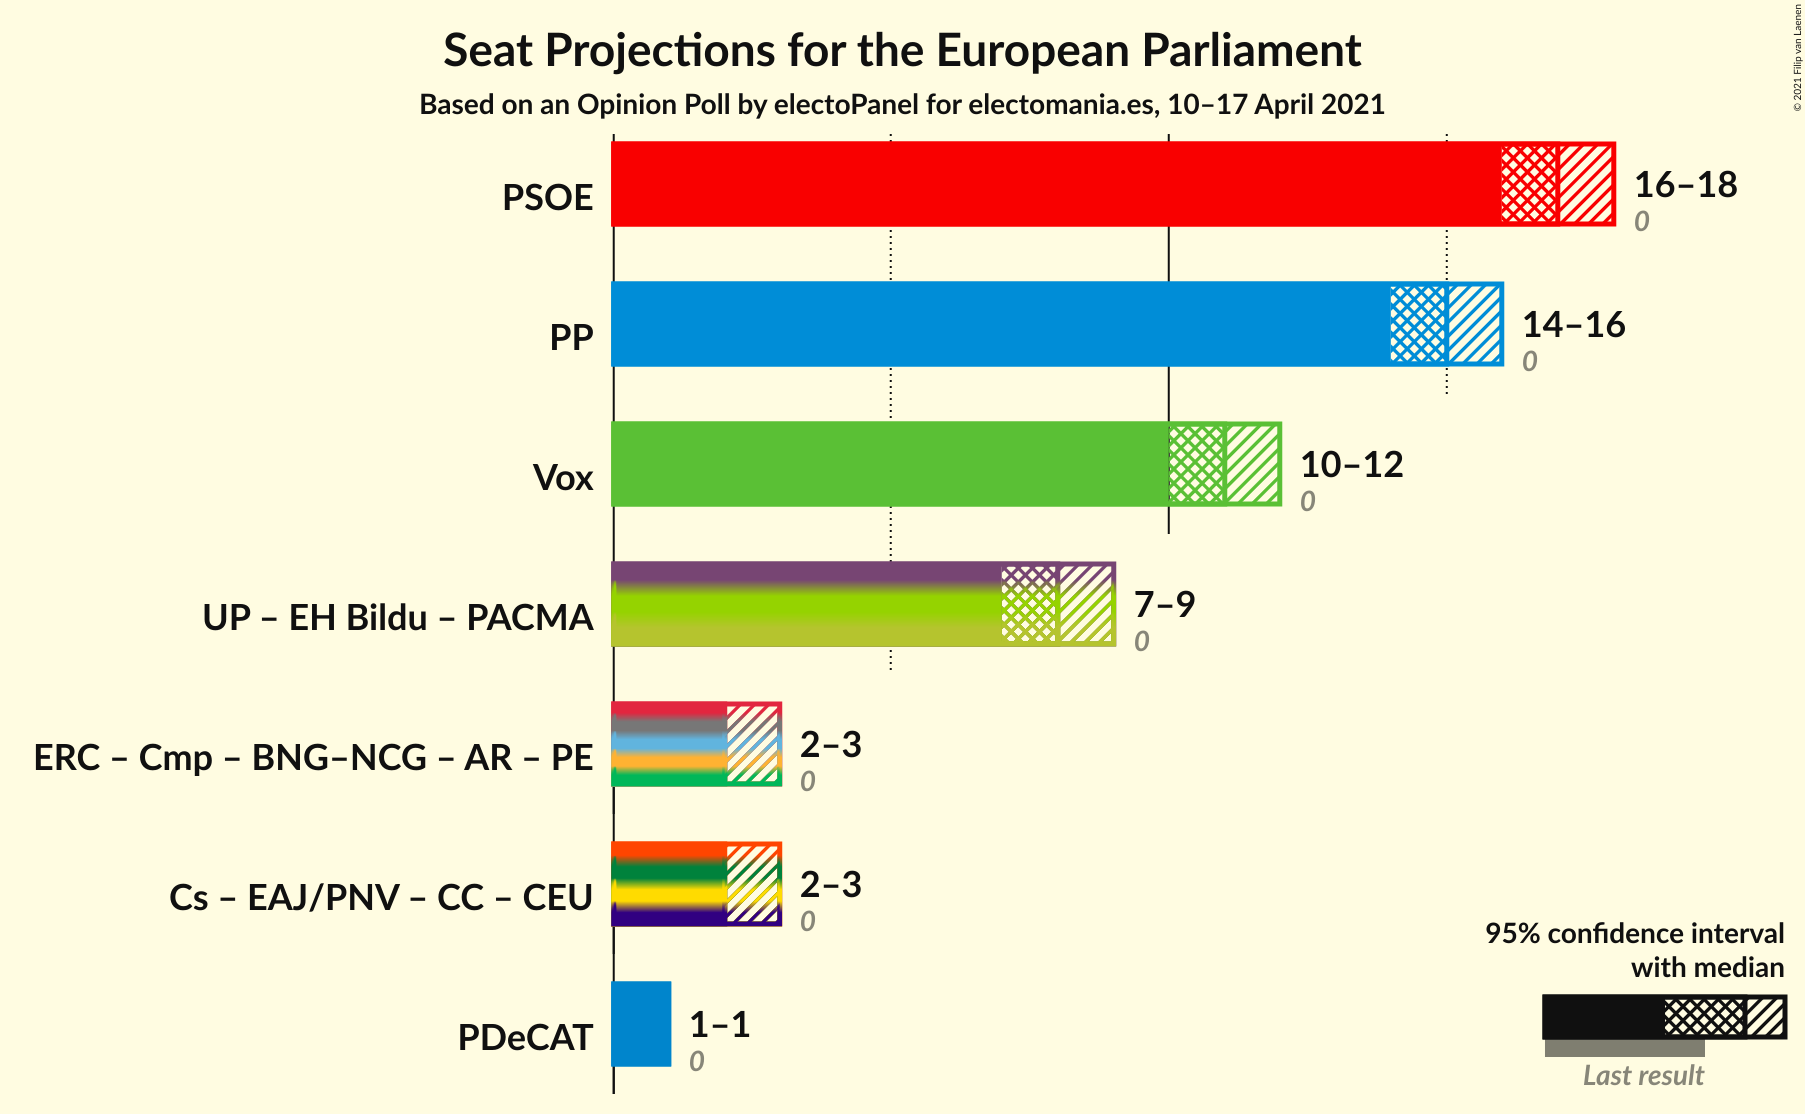 Seat Projections for the European Parliament
Based on an Opinion Poll by electoPanel for electomania.es, 10–17 April 2021
© 2021 Filip van Laenen
PSOE
16–18
0
PP
14–16
0
Vox
10–12
0
UP – EH Bildu – PACMA
7–9
0
ERC – Cmp – BNG–NCG – AR – PE
2–3
0
Cs – EAJ/PNV – CC – CEU
2–3
0
PDeCAT
1–1
0
95% confidence interval
with median
Last result